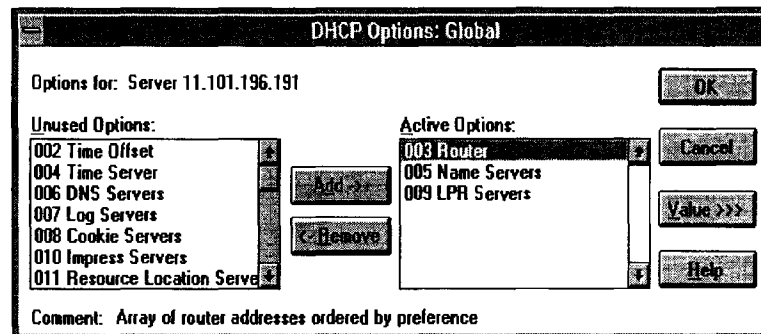 DHCP Options: Global
Options for: Server 11.101.196.191
Unused Options:
002 Time Offset
004 Time Server
006 DNS Servers
007 Log Servers
008 Cookie Servers
010 Impress Servers
011 Resource Location Serve
Add ->
<- Remove
Active Options:
003 Router
005 Name Servers
009 LPR Servers
OK
Cancel
Value >>>
Help
Comment: Array of router addresses ordered by preference